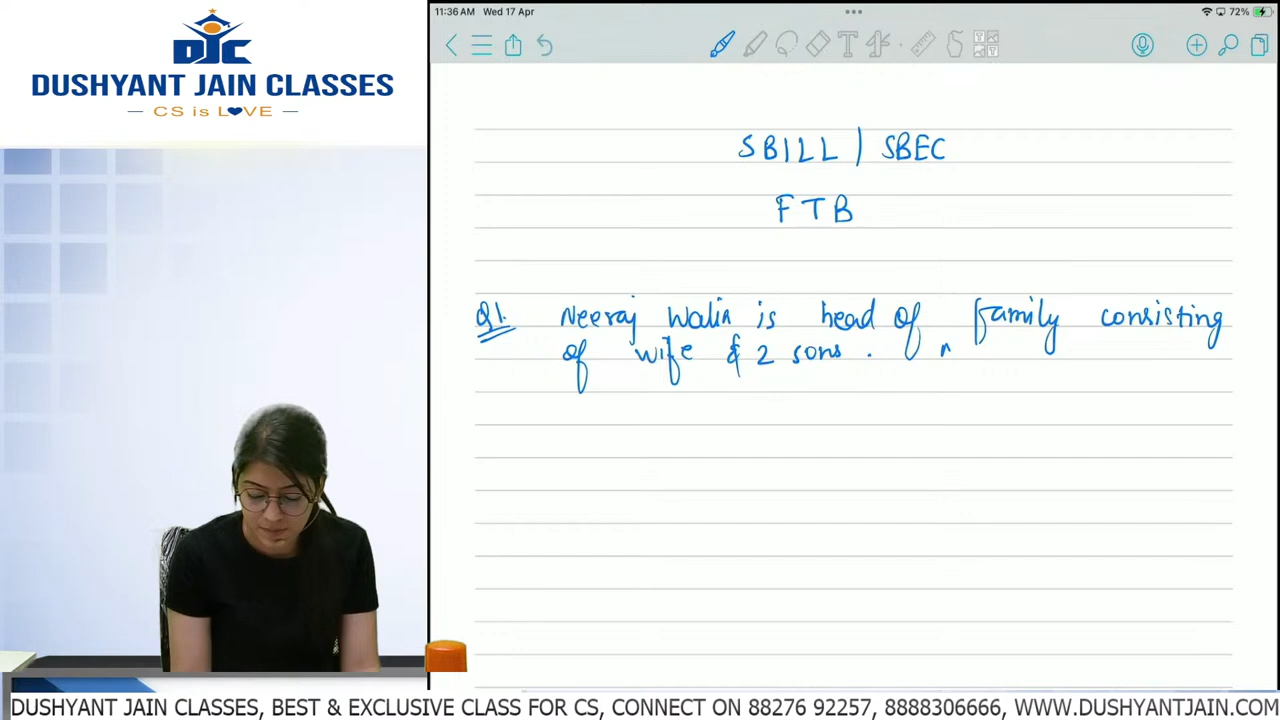 11:36 AM Wed 17 Apr
72%
DJC
DUSHYANT JAIN CLASSES
CS is LOVE
SBILL | SBEC
FTB
Q1. Neeraj Walia is head of family consisting
of wife & 2 sons.
DUSHYANT JAIN CLASSES, BEST & EXCLUSIVE CLASS FOR CS, CONNECT ON 88276 92257, 8888306666, WWW.DUSHYANTJAIN.COM